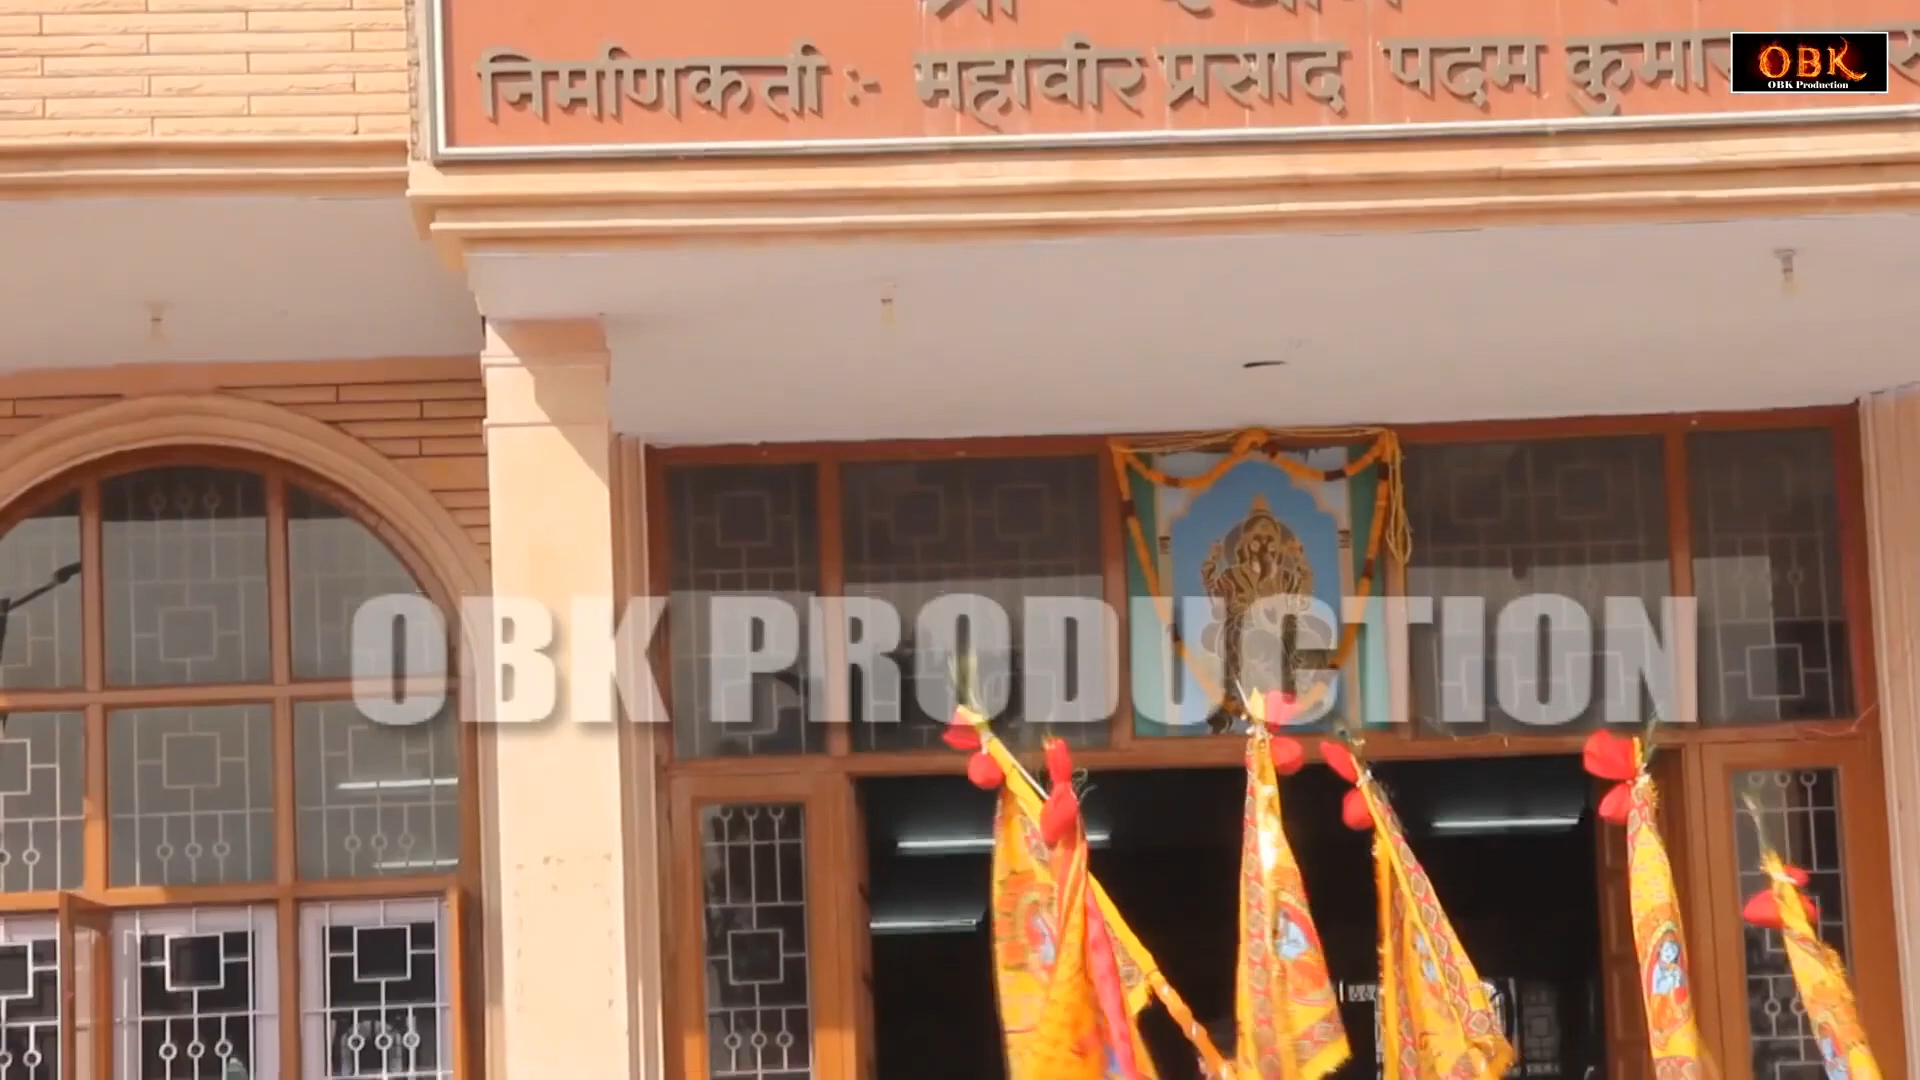 श्री
निर्माणकर्ता :- महावीर प्रसाद पदम कुमार
OBK
OBK Production
OBK PRODUCTION